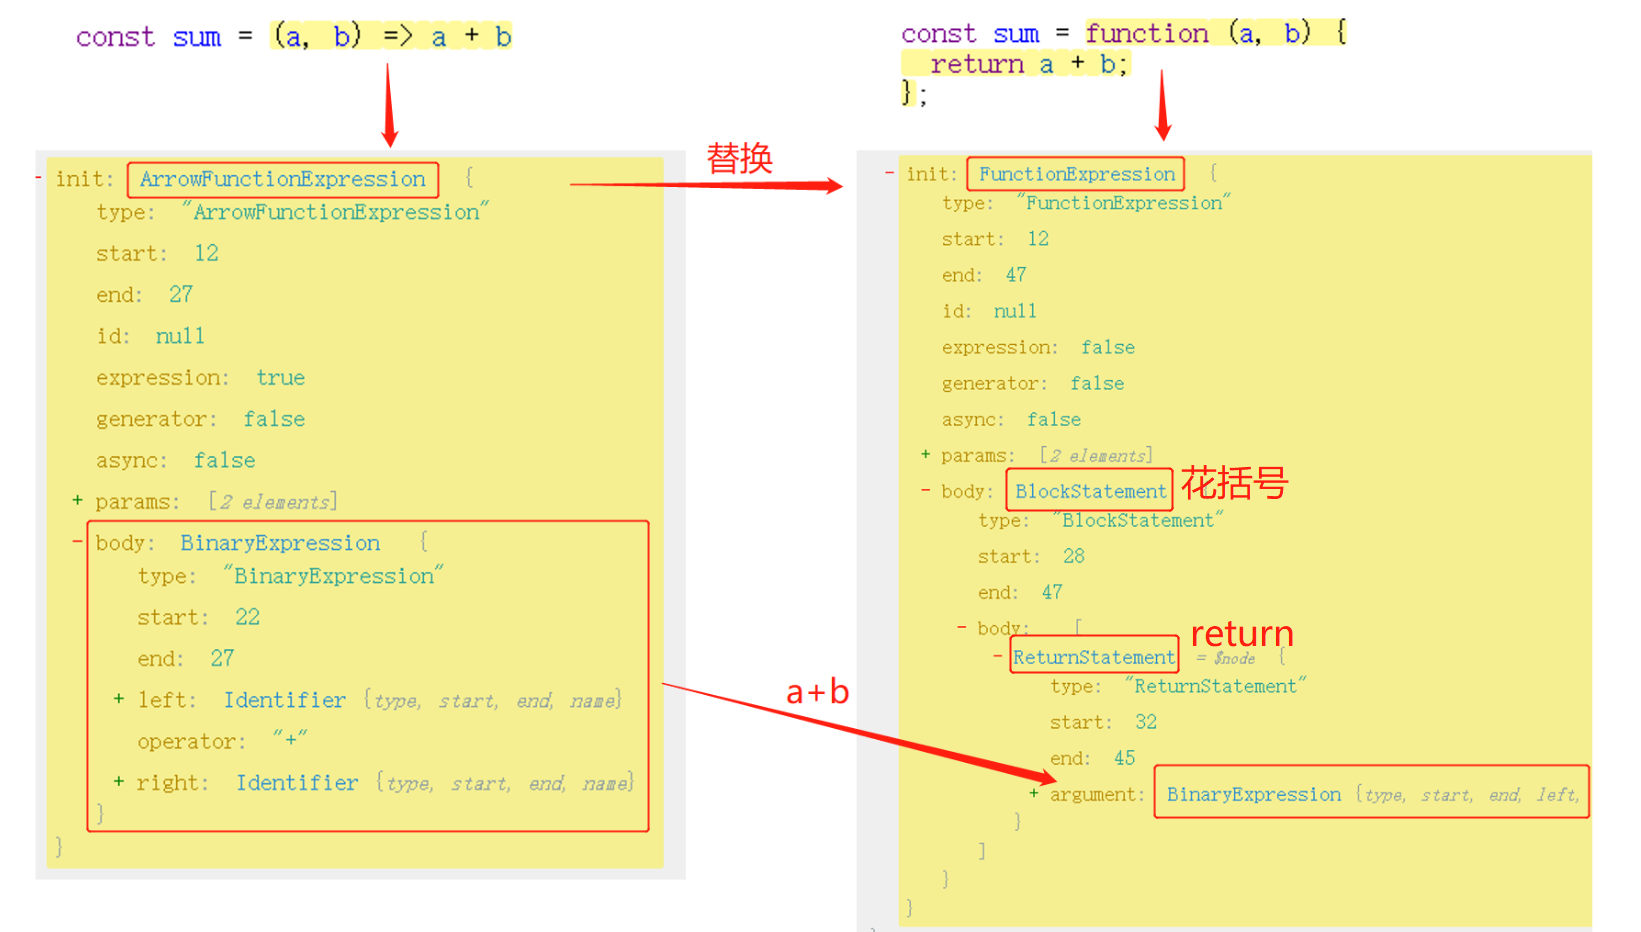 const sum = (a, b) => a + b
const sum = function (a, b) {
return a + b;
};
替换
- init: ArrowFunctionExpression {
type: "ArrowFunctionExpression"
start: 12
end: 27
id: null
expression: true
generator: false
async: false
+ params: [2 elements]
- body: BinaryExpression {
type: "BinaryExpression"
start: 22
end: 27
+ left: Identifier {type, start, end, name}
operator: "+"
+ right: Identifier {type, start, end, name}
}
}
a+b
- init: FunctionExpression {
type: "FunctionExpression"
start: 12
end: 47
id: null
expression: false
generator: false
async: false
+ params: [2 elements]
- body: BlockStatement 花括号
type: "BlockStatement"
start: 28
end: 47
- body: [
return
- ReturnStatement = $node {
type: "ReturnStatement"
start: 32
end: 45
+ argument: BinaryExpression {type, start, end, left,
}
]
}
}